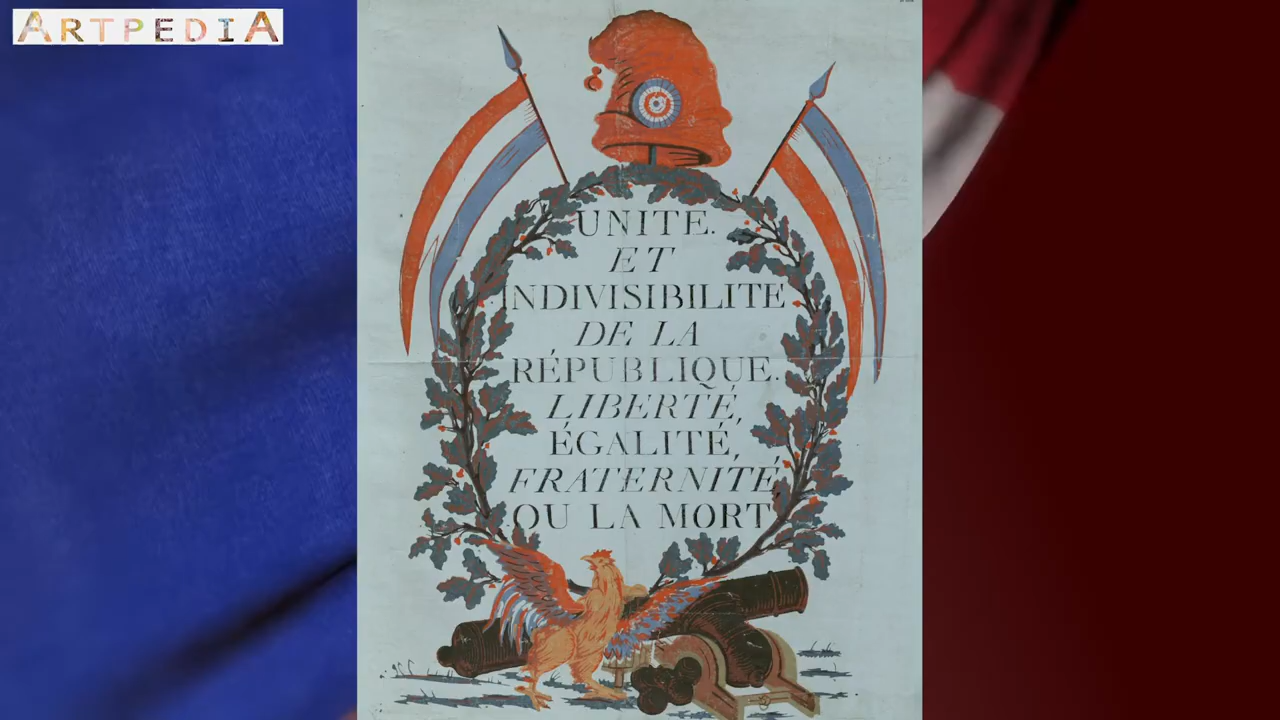 ARTPEDIA
UNITE.
ET
INDIVISIBILITE
DE LA
RÉPUBLIQUE.
LIBERTÉ,
ÉGALITÉ,
FRATERNITÉ,
OU LA MORT